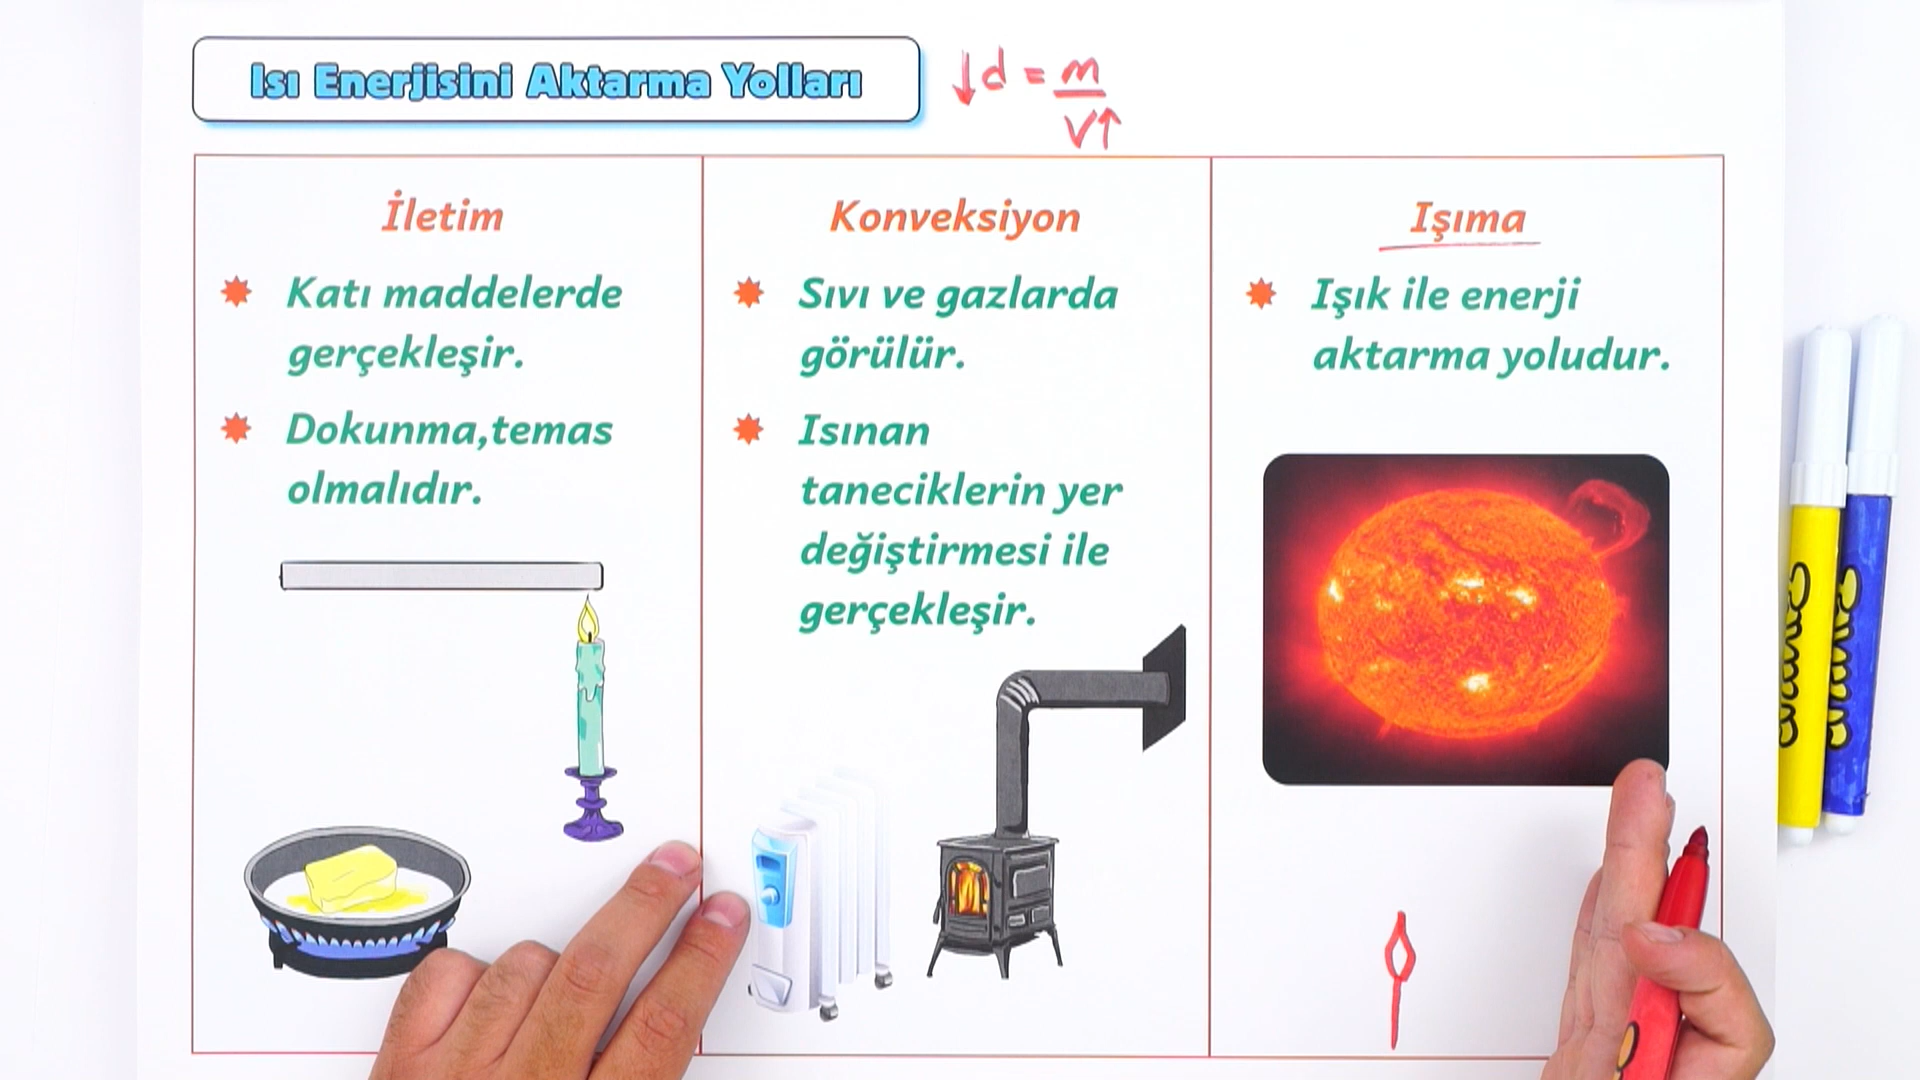 Isı Enerjisini Aktarma Yolları
↓d = m
V↑
İletim
Katı maddelerde
gerçekleşir.
Dokunma,temas
olmalıdır.
Konveksiyon
Sıvı ve gazlarda
görülür.
Isınan
taneciklerin yer
değiştirmesi ile
gerçekleşir.
Işıma
Işık ile enerji
aktarma yoludur.